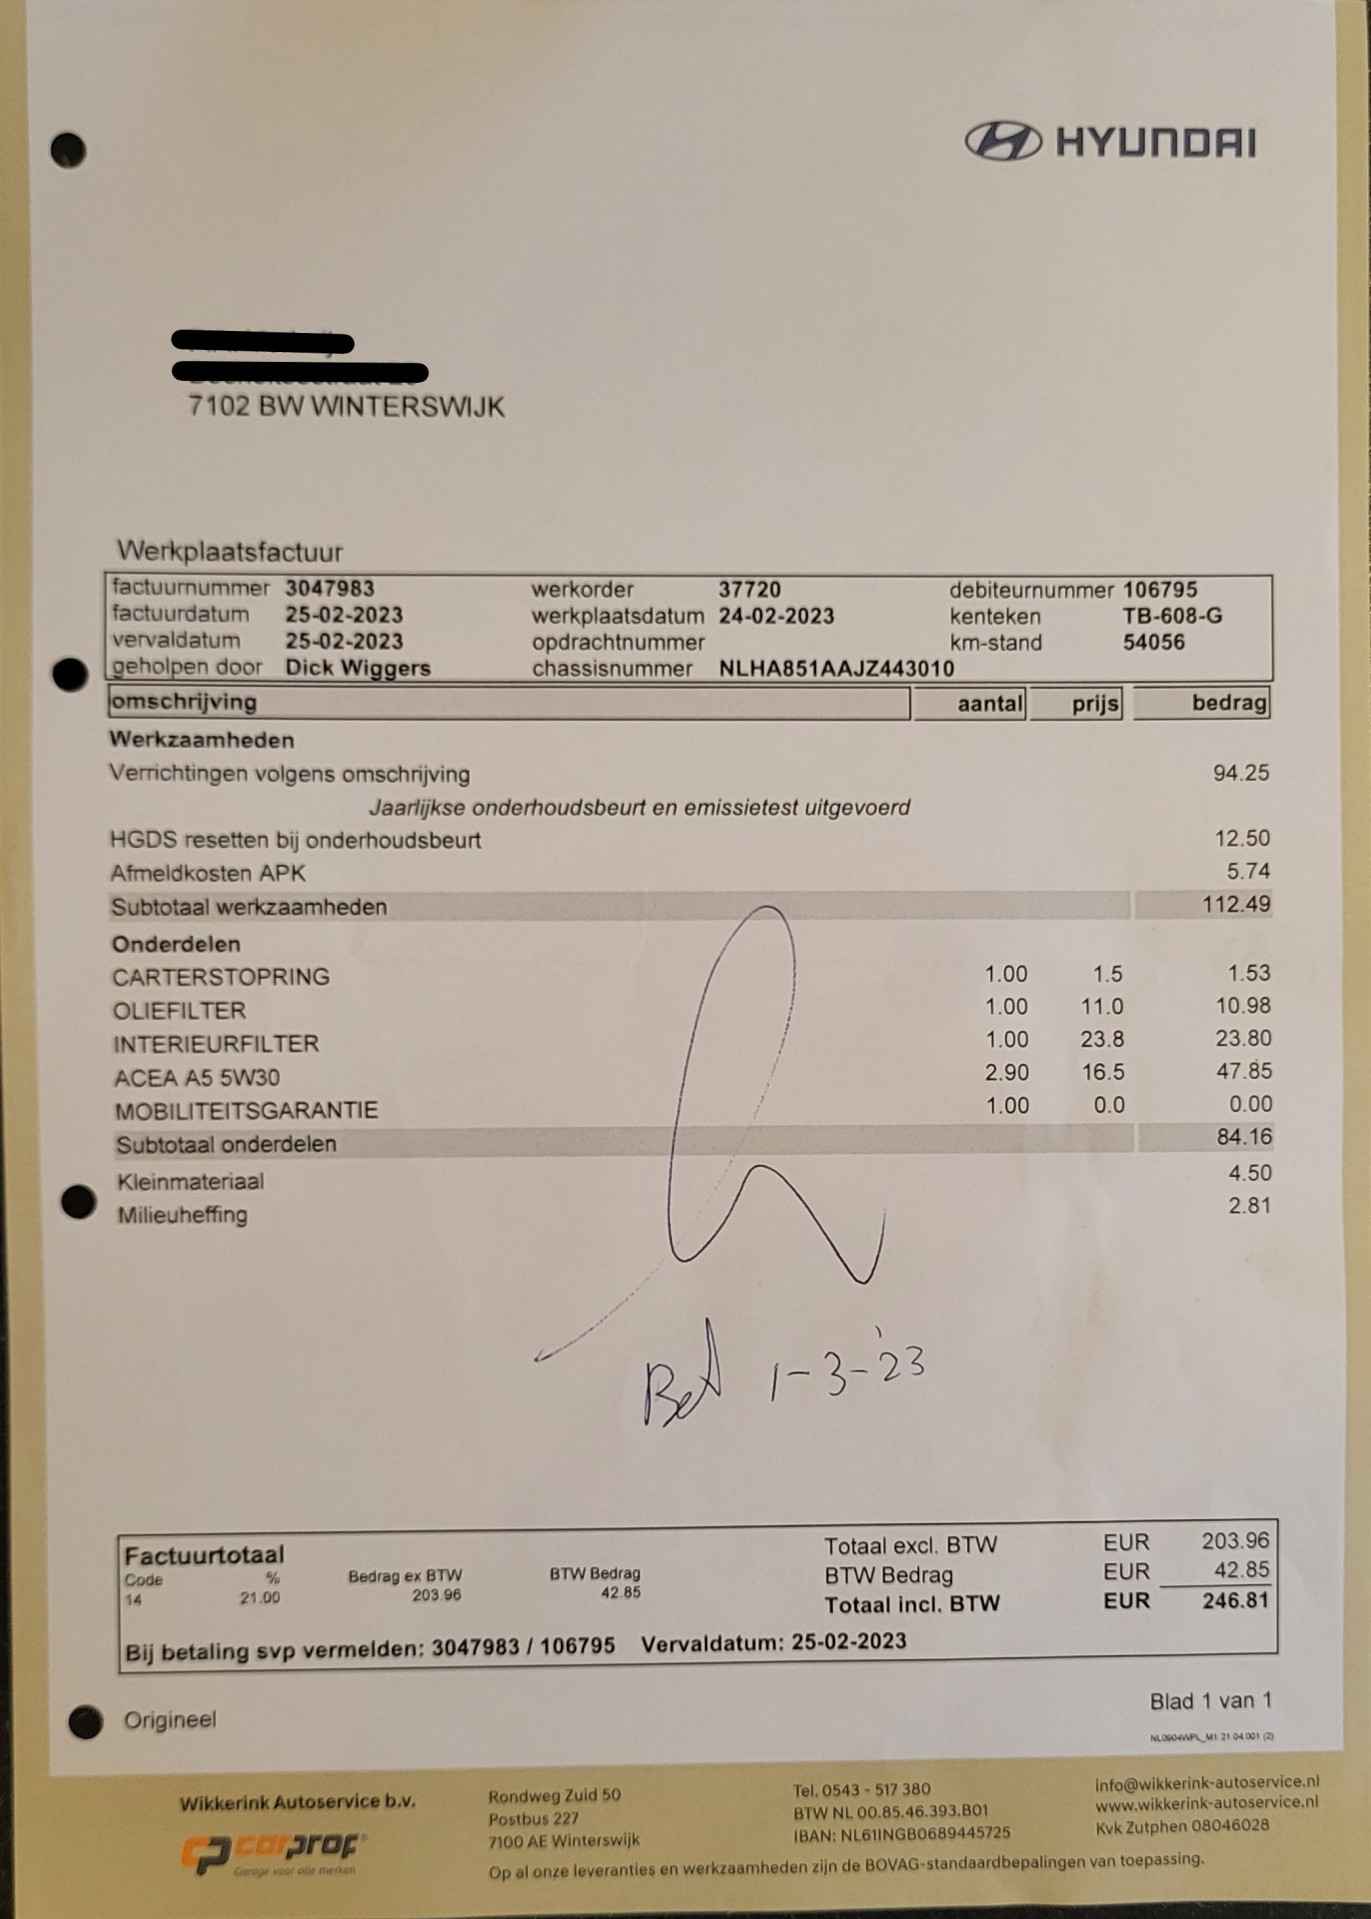 HYUNDAI
7102 BW WINTERSWIJK
Werkplaatsfactuur
factuurnummer 3047983 werkorder 37720 debiteurnummer 106795
factuurdatum 25-02-2023 werkplaatsdatum 24-02-2023 kenteken TB-608-G
vervaldatum 25-02-2023 opdrachtnummer km-stand 54056
geholpen door Dick Wiggers chassisnummer NLHA851AAJZ443010
omschrijving aantal prijs bedrag
Werkzaamheden
Verrichtingen volgens omschrijving 94.25
Jaarlijkse onderhoudsbeurt en emissietest uitgevoerd
HGDS resetten bij onderhoudsbeurt 12.50
Afmeldkosten APK 5.74
Subtotaal werkzaamheden 112.49
Onderdelen
CARTERSTOPRING 1.00 1.5 1.53
OLIEFILTER 1.00 11.0 10.98
INTERIEURFILTER 1.00 23.8 23.80
ACEA A5 5W30 2.90 16.5 47.85
MOBILITEITSGARANTIE 1.00 0.0 0.00
Subtotaal onderdelen 84.16
Kleinmateriaal 4.50
Milieuheffing 2.81
Bet 1-3-'23
Factuurtotaal Totaal excl. BTW EUR 203.96
Code % Bedrag ex BTW BTW Bedrag BTW Bedrag EUR 42.85
14 21.00 203.96 42.85 Totaal incl. BTW EUR 246.81
Bij betaling svp vermelden: 3047983 / 106795 Vervaldatum: 25-02-2023
Origineel Blad 1 van 1
NL0904WPL_M1 21.04.001 (2)
Wikkerink Autoservice b.v. Rondweg Zuid 50 Tel. 0543 - 517 380 info@wikkerink-autoservice.nl
Postbus 227 BTW NL 00.85.46.393.B01 www.wikkerink-autoservice.nl
carprof 7100 AE Winterswijk IBAN: NL61INGB0689445725 Kvk Zutphen 08046028
Garage voor alle merken
Op al onze leveranties en werkzaamheden zijn de BOVAG-standaardbepalingen van toepassing.